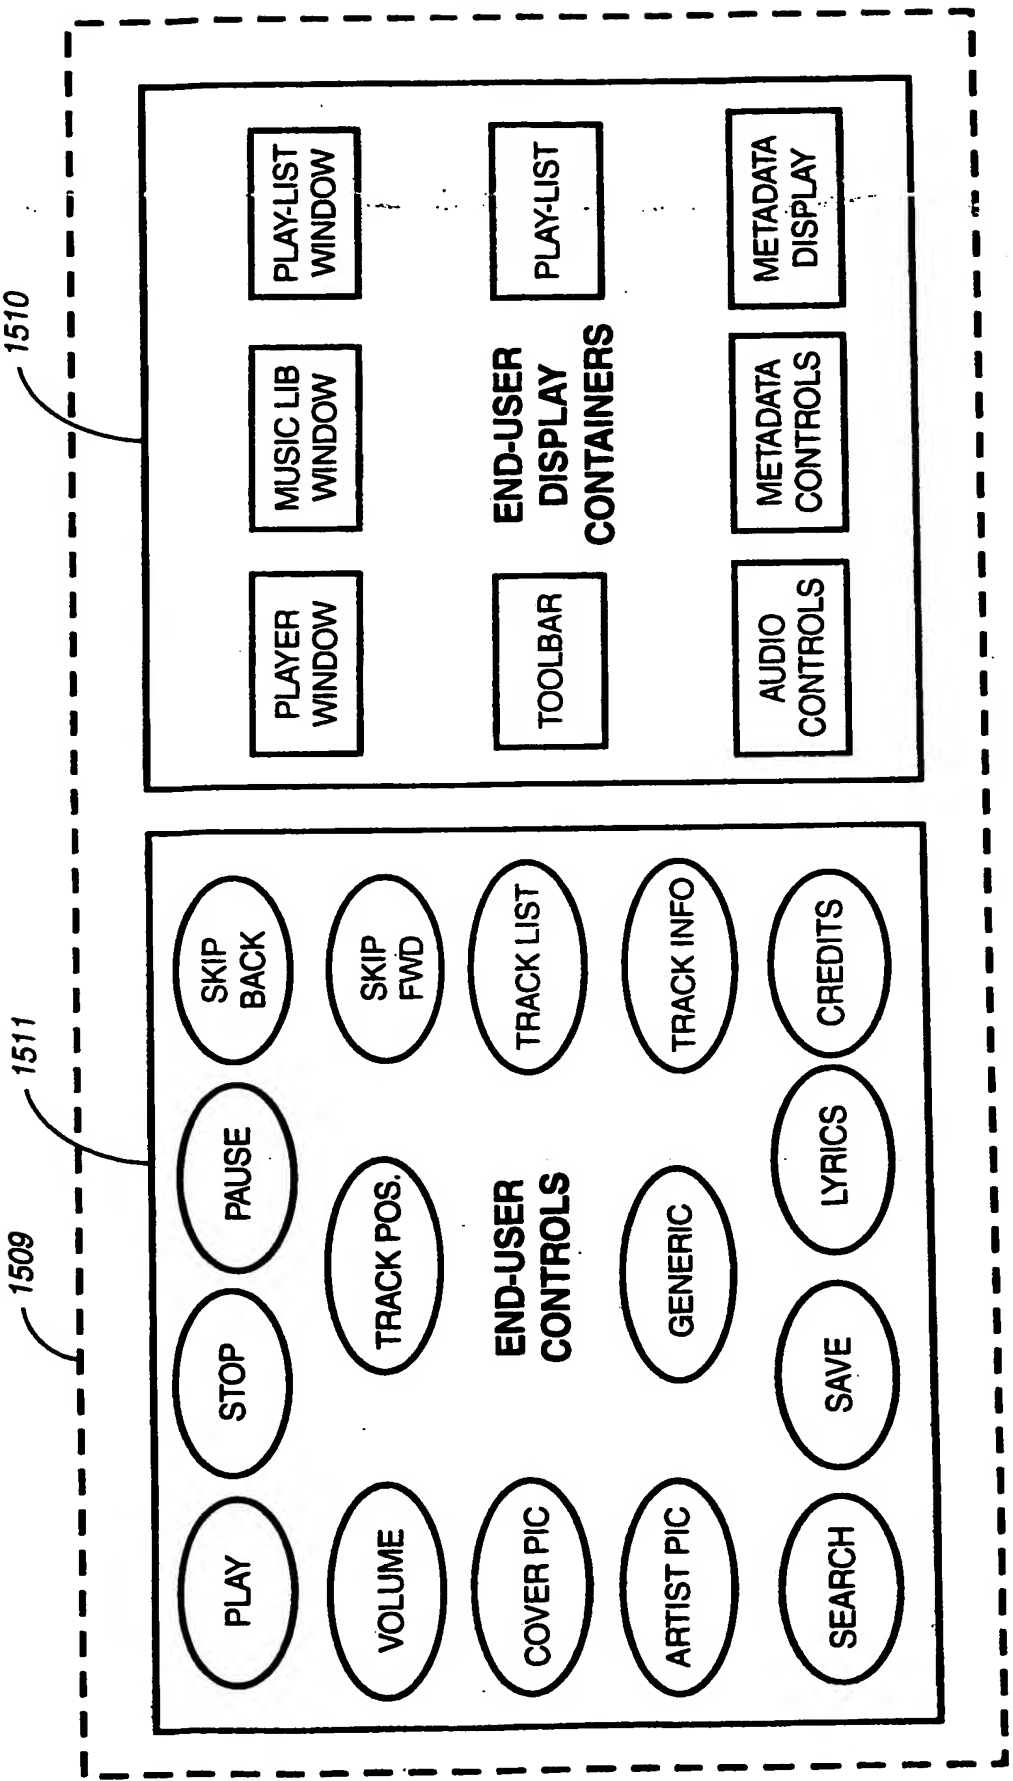 1509
1511
1510
PLAY
STOP
PAUSE
SKIP
BACK
VOLUME
TRACK POS.
SKIP
FWD
COVER PIC
END-USER
CONTROLS
TRACK LIST
ARTIST PIC
GENERIC
TRACK INFO
SEARCH
SAVE
LYRICS
CREDITS
PLAYER
WINDOW
MUSIC LIB
WINDOW
PLAY-LIST
WINDOW
TOOLBAR
END-USER
DISPLAY
CONTAINERS
PLAY-LIST
AUDIO
CONTROLS
METADATA
CONTROLS
METADATA
DISPLAY